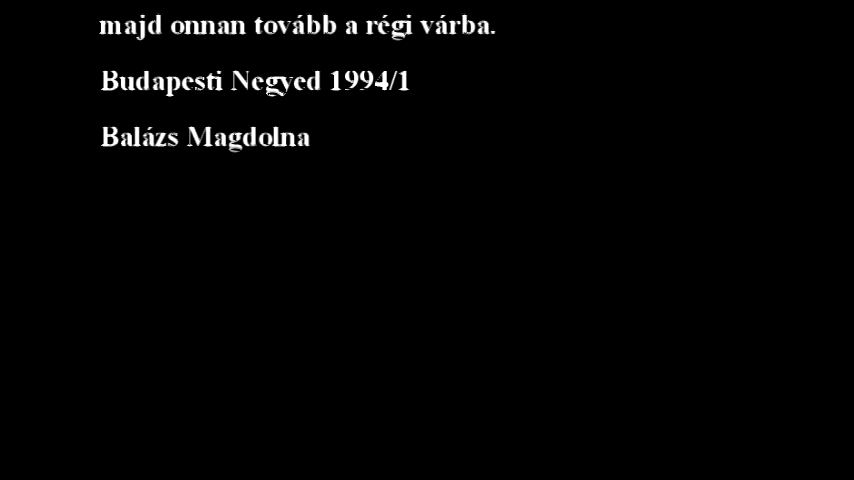 majd onnan tovább a régi várba.
Budapesti Negyed 1994/1
Balázs Magdolna